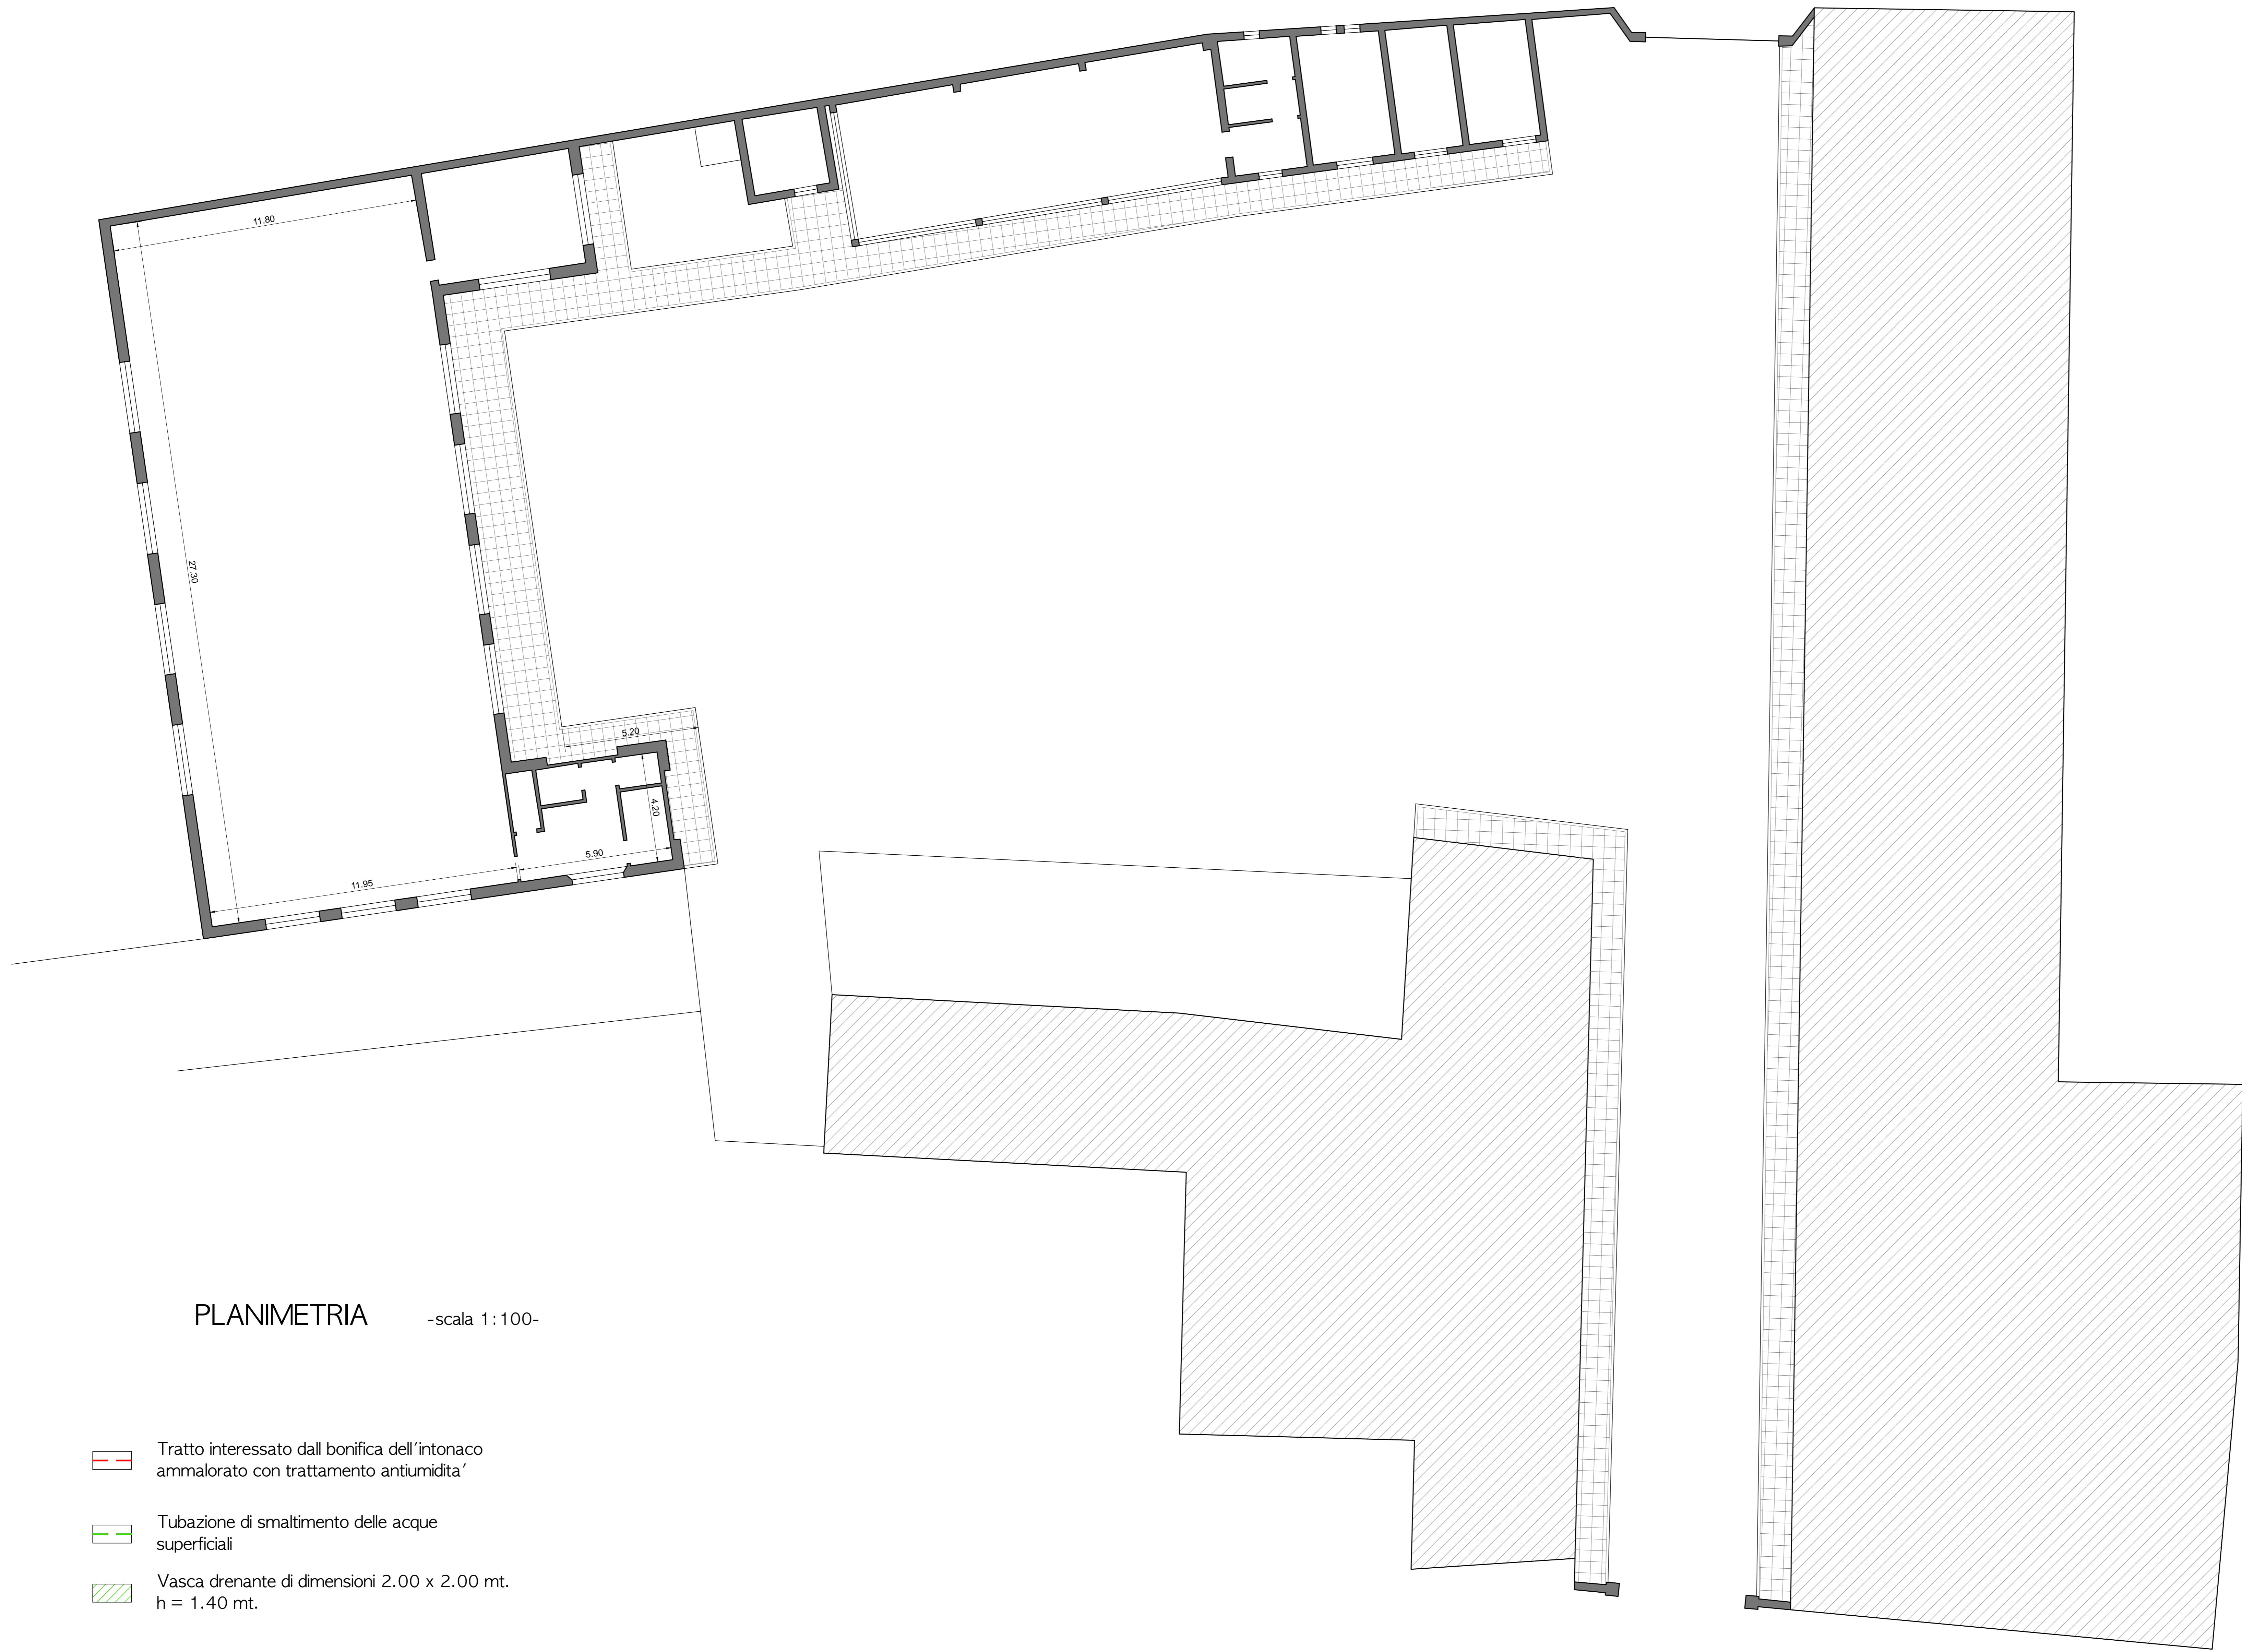 11.80
27.30
5.20
4.20
5.90
11.95
PLANIMETRIA -scala 1:100-
Tratto interessato dall bonifica dell'intonaco
ammalorato con trattamento antiumidita'
Tubazione di smaltimento delle acque
superficiali
Vasca drenante di dimensioni 2.00 x 2.00 mt.
h = 1.40 mt.